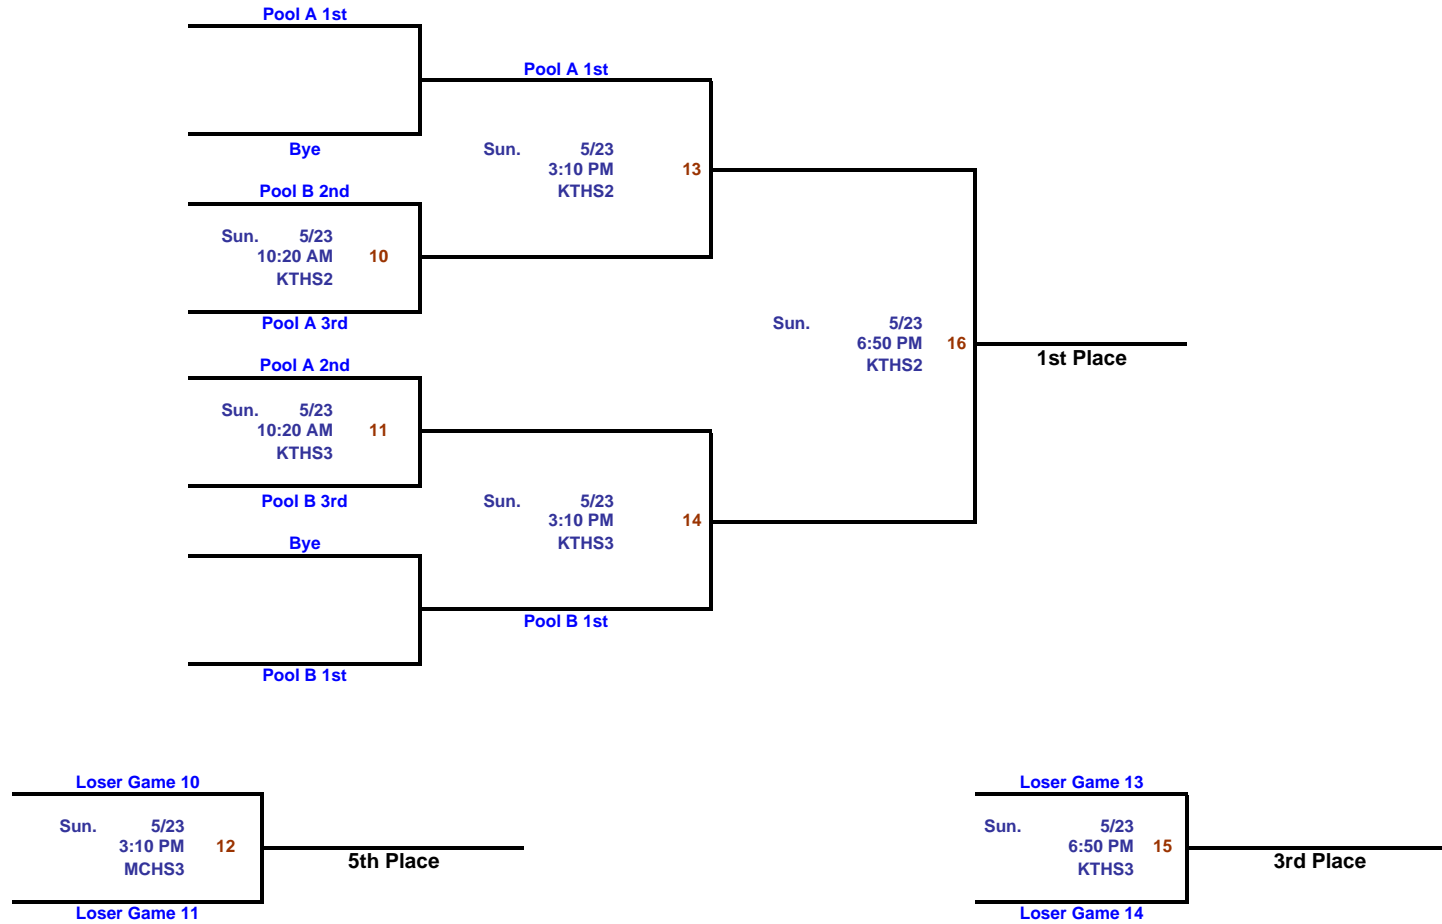 Pool A 1st
Pool A 1st
Bye
Sun. 5/23
3:10 PM 13
KTHS2
Pool B 2nd
Sun. 5/23
10:20 AM 10
KTHS2
Pool A 3rd
Sun. 5/23
6:50 PM 16
KTHS2
1st Place
Pool A 2nd
Sun. 5/23
10:20 AM 11
KTHS3
Pool B 3rd
Sun. 5/23
3:10 PM 14
KTHS3
Bye
Pool B 1st
Pool B 1st
Loser Game 10
Sun. 5/23
3:10 PM 12
MCHS3
5th Place
Loser Game 11
Loser Game 13
Sun. 5/23
6:50 PM 15
KTHS3
3rd Place
Loser Game 14